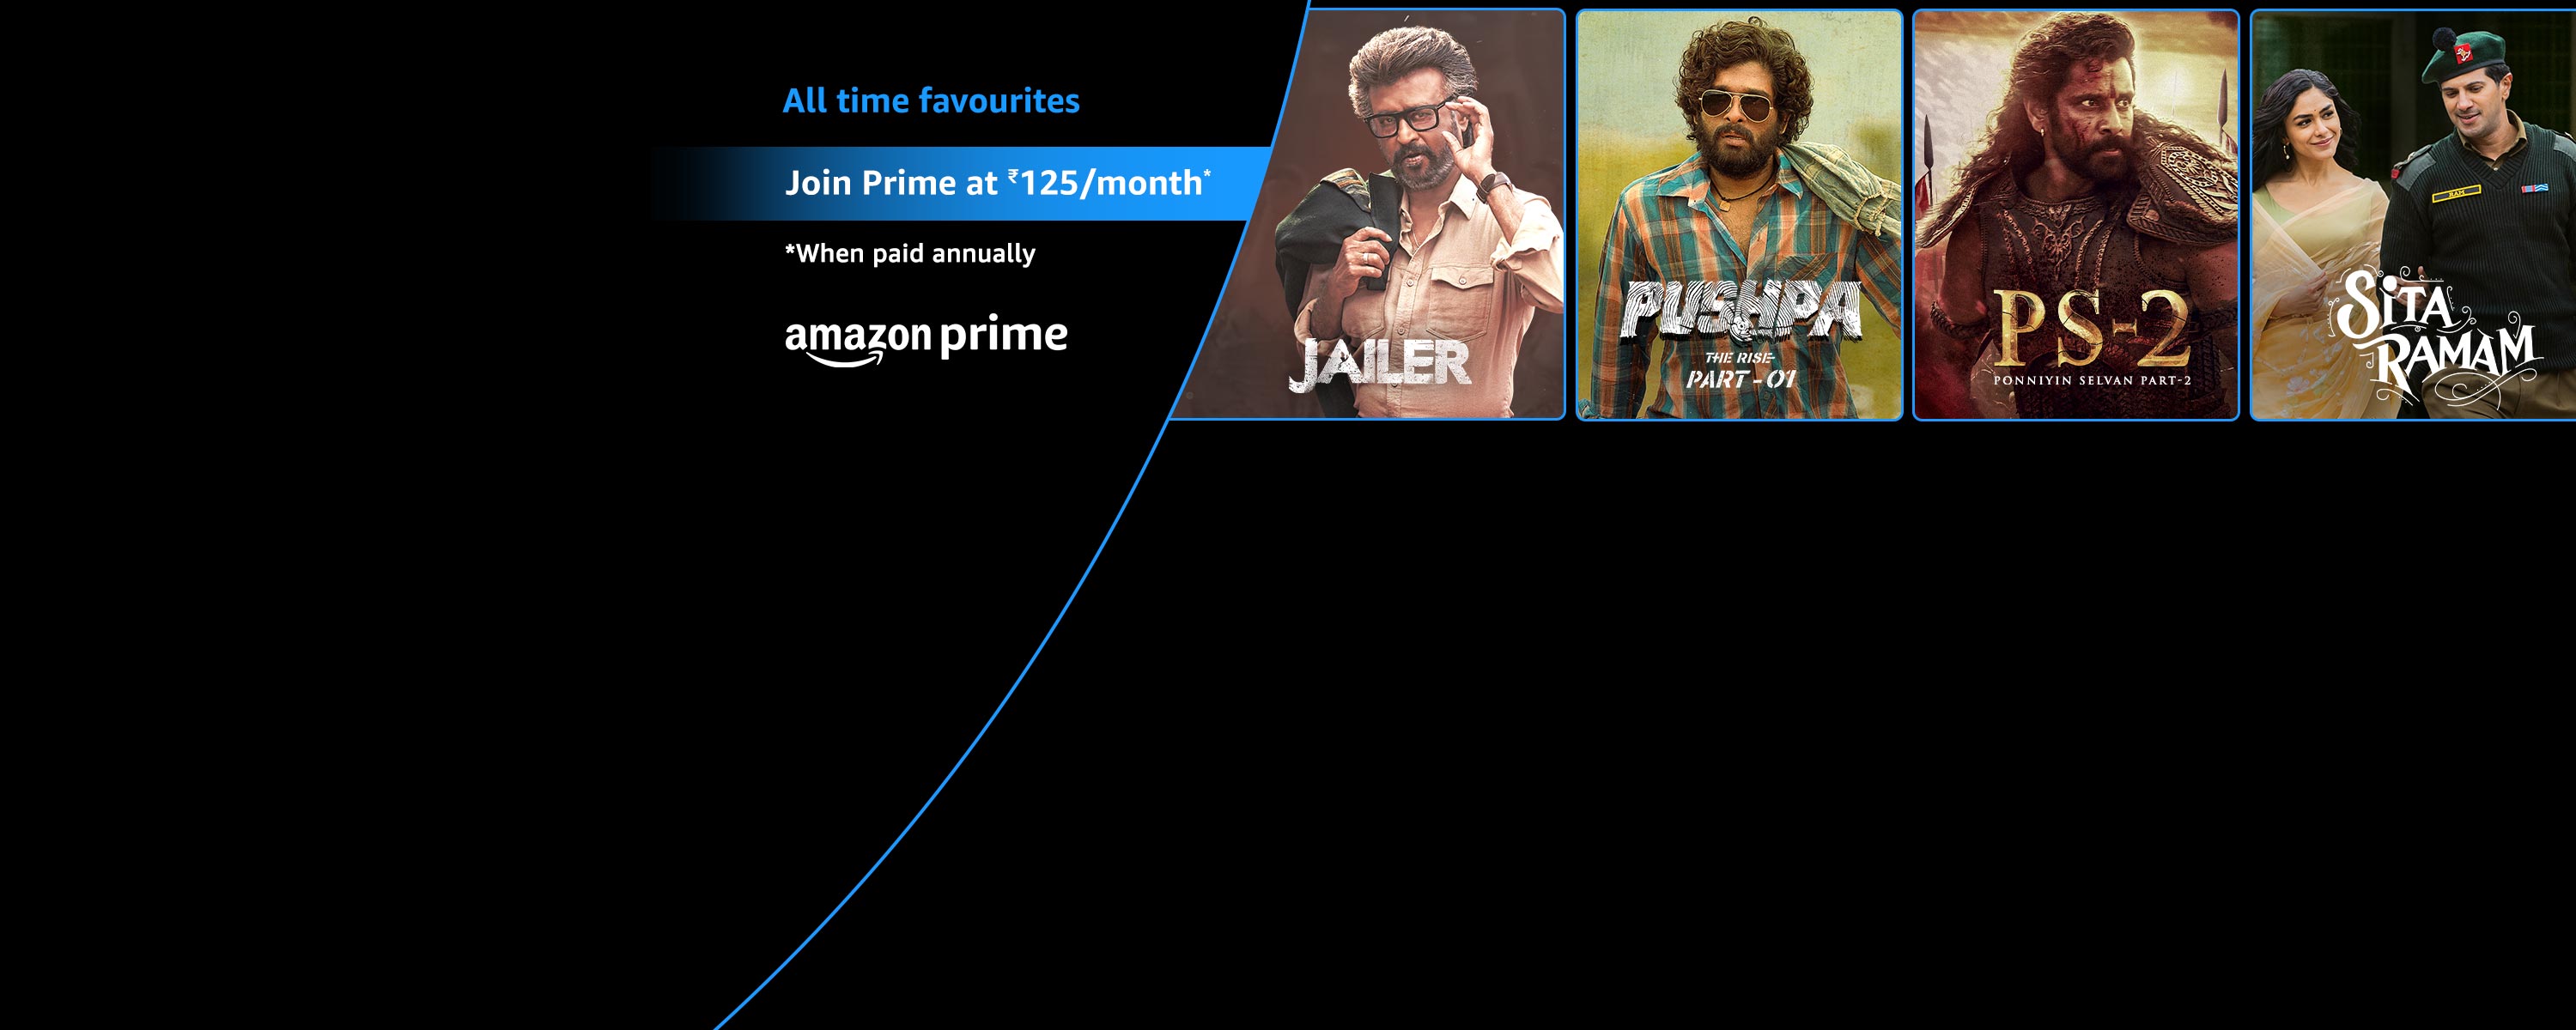 All time favourites
Join Prime at ₹125/month*
*When paid annually
amazon prime
JAILER
PUSHPA
THE RISE
PART - 01
PS-2
PONNIYIN SELVAN PART-2
RAM
SITA
RAMAM